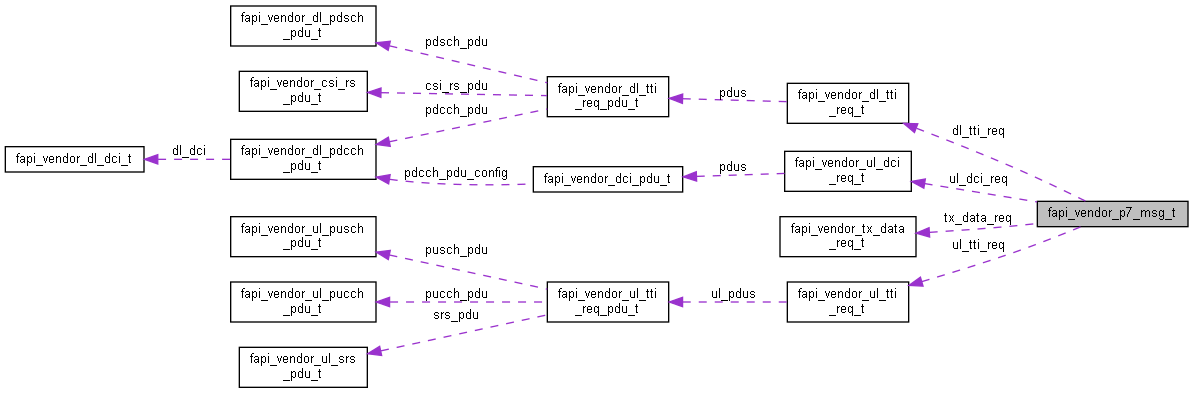 fapi_vendor_dl_pdsch
_pdu_t
pdsch_pdu
fapi_vendor_csi_rs
_pdu_t
csi_rs_pdu
fapi_vendor_dl_tti
_req_pdu_t
pdus
fapi_vendor_dl_tti
_req_t
pdcch_pdu
dl_tti_req
fapi_vendor_dl_dci_t
dl_dci
fapi_vendor_dl_pdcch
_pdu_t
pdcch_pdu_config
fapi_vendor_dci_pdu_t
pdus
fapi_vendor_ul_dci
_req_t
ul_dci_req
fapi_vendor_p7_msg_t
tx_data_req
fapi_vendor_tx_data
_req_t
ul_tti_req
fapi_vendor_ul_pusch
_pdu_t
pusch_pdu
fapi_vendor_ul_pucch
_pdu_t
pucch_pdu
srs_pdu
fapi_vendor_ul_tti
_req_pdu_t
ul_pdus
fapi_vendor_ul_tti
_req_t
fapi_vendor_ul_srs
_pdu_t